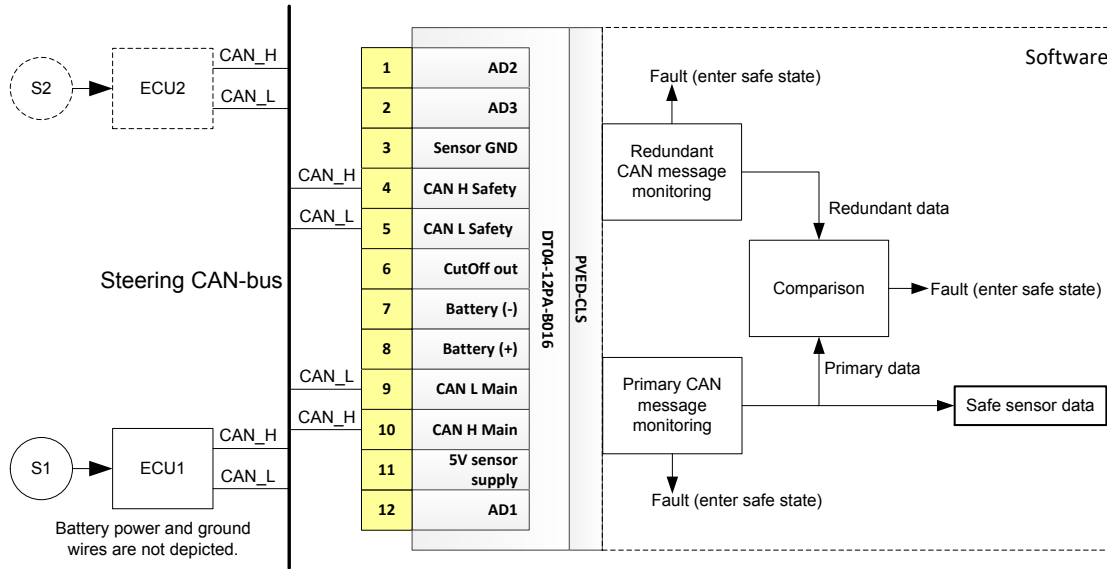 S2
ECU2
CAN_H
CAN_L
Steering CAN-bus
S1
ECU1
CAN_H
CAN_L
Battery power and ground
wires are not depicted.
CAN_H
CAN_L
CAN_L
CAN_H
1 AD2
2 AD3
3 Sensor GND
4 CAN H Safety
5 CAN L Safety
6 CutOff out
7 Battery (-)
8 Battery (+)
9 CAN L Main
10 CAN H Main
11 5V sensor
supply
12 AD1
DT04-12PA-B016
PVED-CLS
Software
Fault (enter safe state)
Redundant
CAN message
monitoring
Redundant data
Comparison
Fault (enter safe state)
Primary data
Primary CAN
message
monitoring
Safe sensor data
Fault (enter safe state)